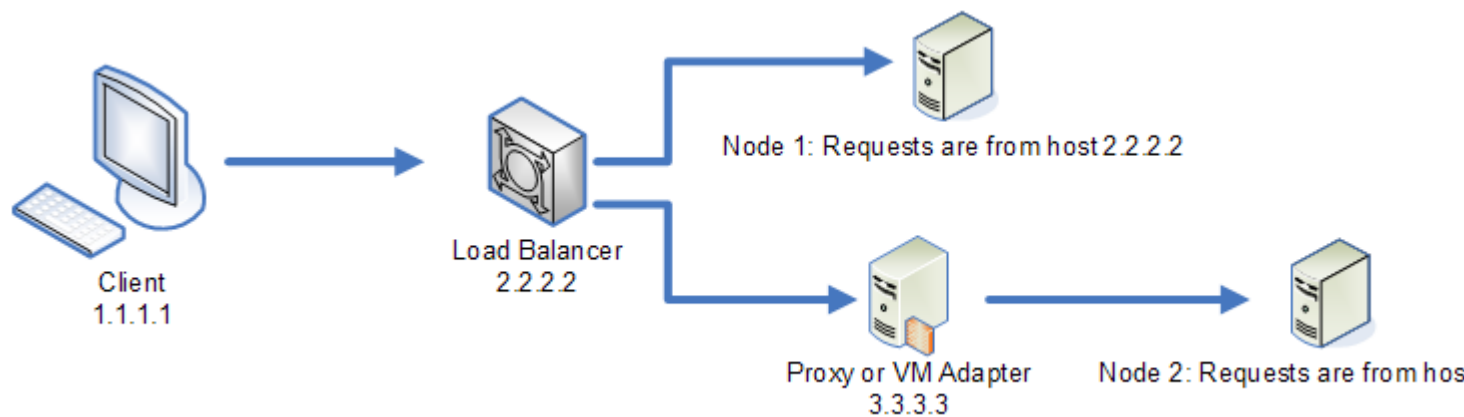 Node 1: Requests are from host 2.2.2.2
Load Balancer
2.2.2.2
Client
1.1.1.1
Proxy or VM Adapter
3.3.3.3
Node 2: Requests are from hos